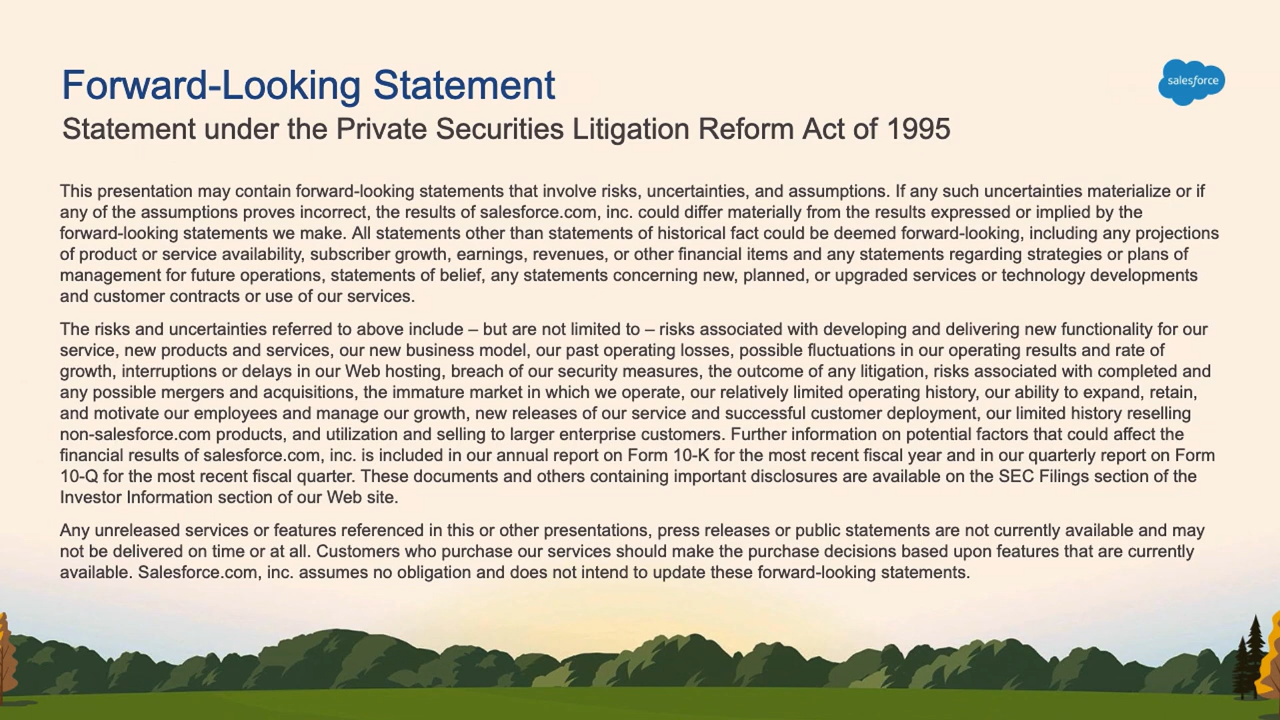 Forward-Looking Statement
salesforce
Statement under the Private Securities Litigation Reform Act of 1995
This presentation may contain forward-looking statements that involve risks, uncertainties, and assumptions. If any such uncertainties materialize or if
any of the assumptions proves incorrect, the results of salesforce.com, inc. could differ materially from the results expressed or implied by the
forward-looking statements we make. All statements other than statements of historical fact could be deemed forward-looking, including any projections
of product or service availability, subscriber growth, earnings, revenues, or other financial items and any statements regarding strategies or plans of
management for future operations, statements of belief, any statements concerning new, planned, or upgraded services or technology developments
and customer contracts or use of our services.
The risks and uncertainties referred to above include – but are not limited to – risks associated with developing and delivering new functionality for our
service, new products and services, our new business model, our past operating losses, possible fluctuations in our operating results and rate of
growth, interruptions or delays in our Web hosting, breach of our security measures, the outcome of any litigation, risks associated with completed and
any possible mergers and acquisitions, the immature market in which we operate, our relatively limited operating history, our ability to expand, retain,
and motivate our employees and manage our growth, new releases of our service and successful customer deployment, our limited history reselling
non-salesforce.com products, and utilization and selling to larger enterprise customers. Further information on potential factors that could affect the
financial results of salesforce.com, inc. is included in our annual report on Form 10-K for the most recent fiscal year and in our quarterly report on Form
10-Q for the most recent fiscal quarter. These documents and others containing important disclosures are available on the SEC Filings section of the
Investor Information section of our Web site.
Any unreleased services or features referenced in this or other presentations, press releases or public statements are not currently available and may
not be delivered on time or at all. Customers who purchase our services should make the purchase decisions based upon features that are currently
available. Salesforce.com, inc. assumes no obligation and does not intend to update these forward-looking statements.